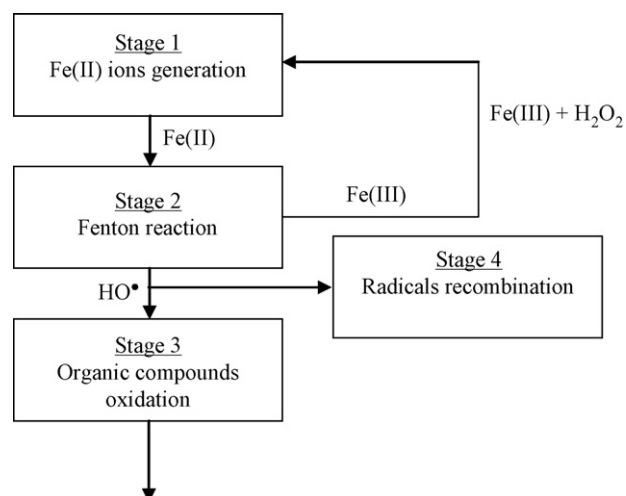 Stage 1
Fe(II) ions generation
Fe(III) + H₂O₂
Fe(II)
Stage 2
Fenton reaction
Fe(III)
Stage 4
Radicals recombination
HO•
Stage 3
Organic compounds
oxidation